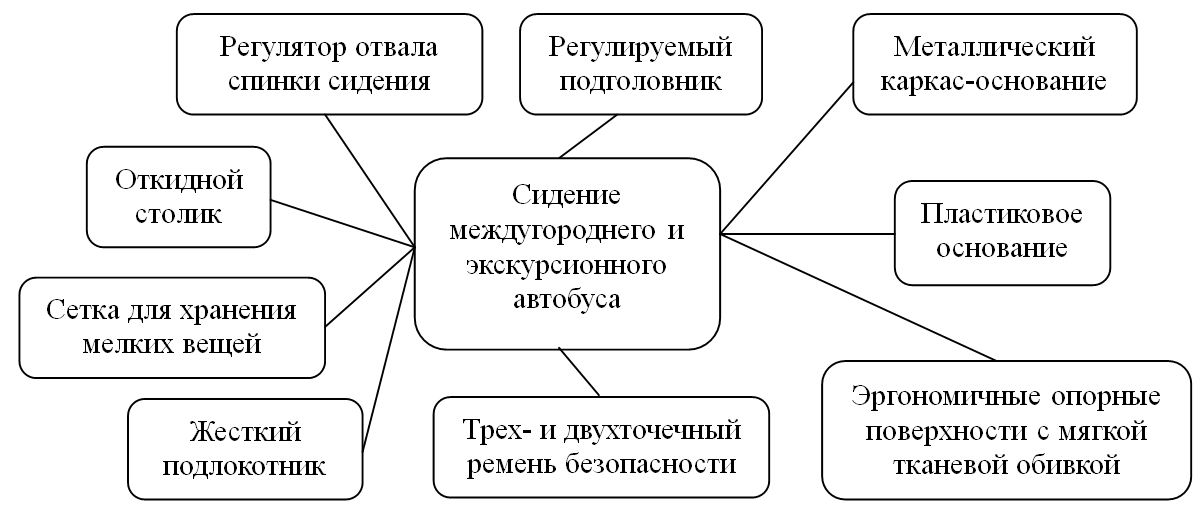 Регулятор отвала
спинки сидения
Регулируемый
подголовник
Металлический
каркас-основание
Откидной
столик
Сидение
междугороднего и
экскурсионного
автобуса
Пластиковое
основание
Сетка для хранения
мелких вещей
Жесткий
подлокотник
Трех- и двухточечный
ремень безопасности
Эргономичные опорные
поверхности с мягкой
тканевой обивкой